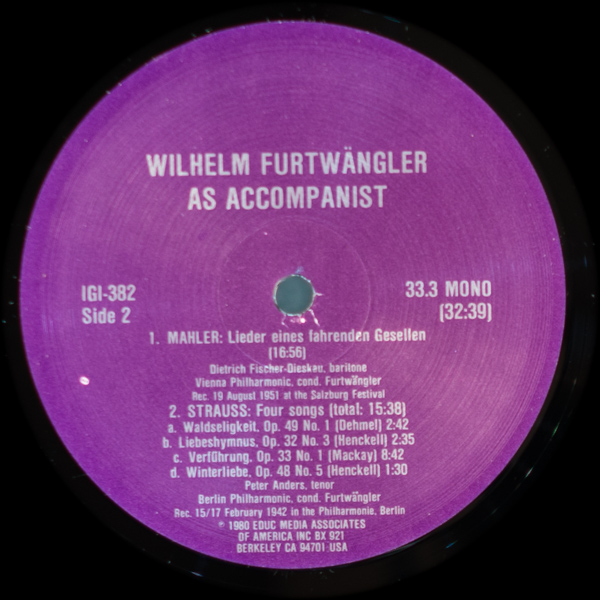 WILHELM FURTWÄNGLER
AS ACCOMPANIST
IGI-382
Side 2
33.3 MONO
(32:39)
1. MAHLER: Lieder eines fahrenden Gesellen
(16:56)
Dietrich Fischer-Dieskau, baritone
Vienna Philharmonic, cond. Furtwängler
Rec. 19 August 1951 at the Salzburg Festival
2. STRAUSS: Four songs (total: 15:38)
a. Waldseligkeit, Op. 49 No. 1 (Dehmel) 2:42
b. Liebeshymnus, Op. 32 No. 3 (Henckell) 2:35
c. Verführung, Op. 33 No. 1 (Mackay) 8:42
d. Winterliebe, Op. 48 No. 5 (Henckell) 1:30
Peter Anders, tenor
Berlin Philharmonic, cond. Furtwängler
Rec. 15/17 February 1942 in the Philharmonie, Berlin
℗ 1980 EDUC MEDIA ASSOCIATES
OF AMERICA INC BX 921
BERKELEY CA 94701 USA